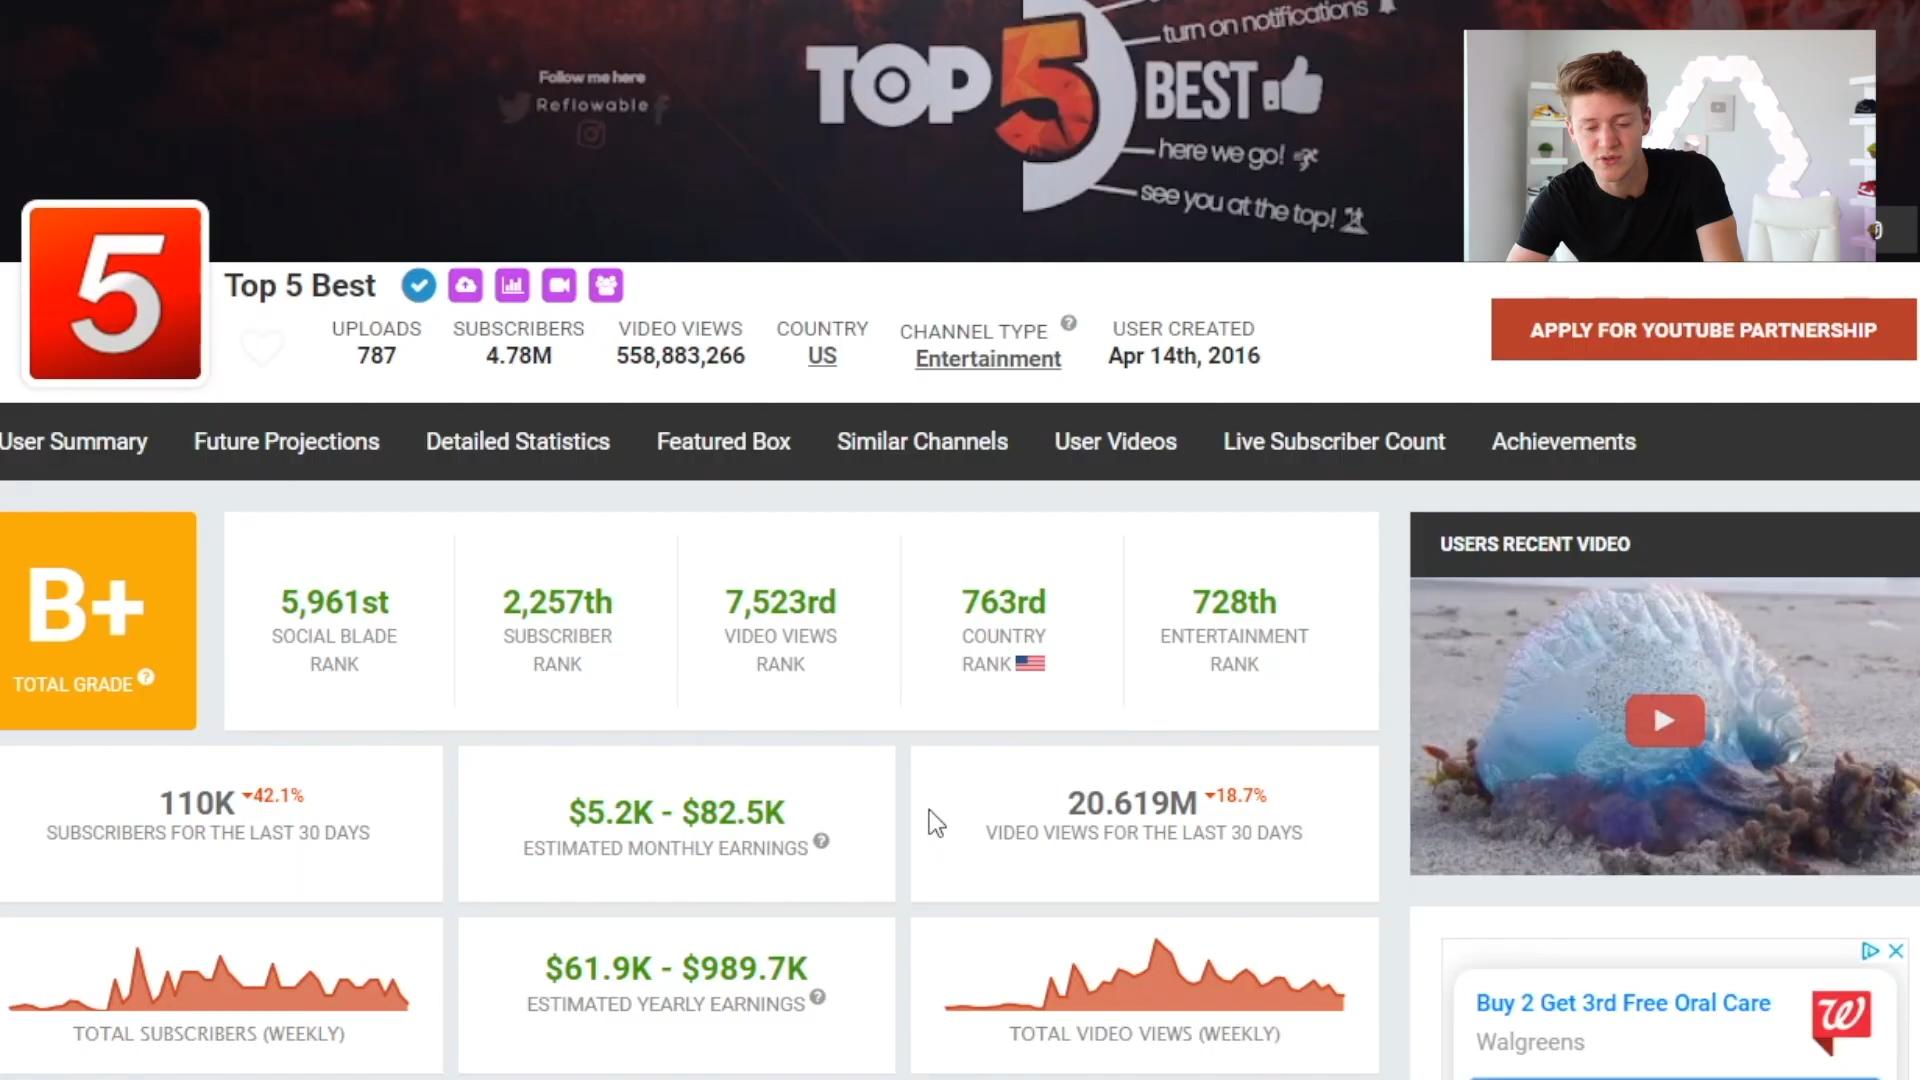 turn on notifications
Follow me here
Reflowable
TOP 5 BEST
here we go!
see you at the top!
5
Top 5 Best
UPLOADS
787
SUBSCRIBERS
4.78M
VIDEO VIEWS
558,883,266
COUNTRY
US
CHANNEL TYPE ?
Entertainment
USER CREATED
Apr 14th, 2016
APPLY FOR YOUTUBE PARTNERSHIP
User Summary
Future Projections
Detailed Statistics
Featured Box
Similar Channels
User Videos
Live Subscriber Count
Achievements
B+
TOTAL GRADE ?
5,961st
SOCIAL BLADE
RANK
2,257th
SUBSCRIBER
RANK
7,523rd
VIDEO VIEWS
RANK
763rd
COUNTRY
RANK
728th
ENTERTAINMENT
RANK
USERS RECENT VIDEO
110K 42.1%
SUBSCRIBERS FOR THE LAST 30 DAYS
$5.2K - $82.5K
ESTIMATED MONTHLY EARNINGS ?
20.619M 18.7%
VIDEO VIEWS FOR THE LAST 30 DAYS
TOTAL SUBSCRIBERS (WEEKLY)
$61.9K - $989.7K
ESTIMATED YEARLY EARNINGS ?
TOTAL VIDEO VIEWS (WEEKLY)
Buy 2 Get 3rd Free Oral Care
Walgreens
W